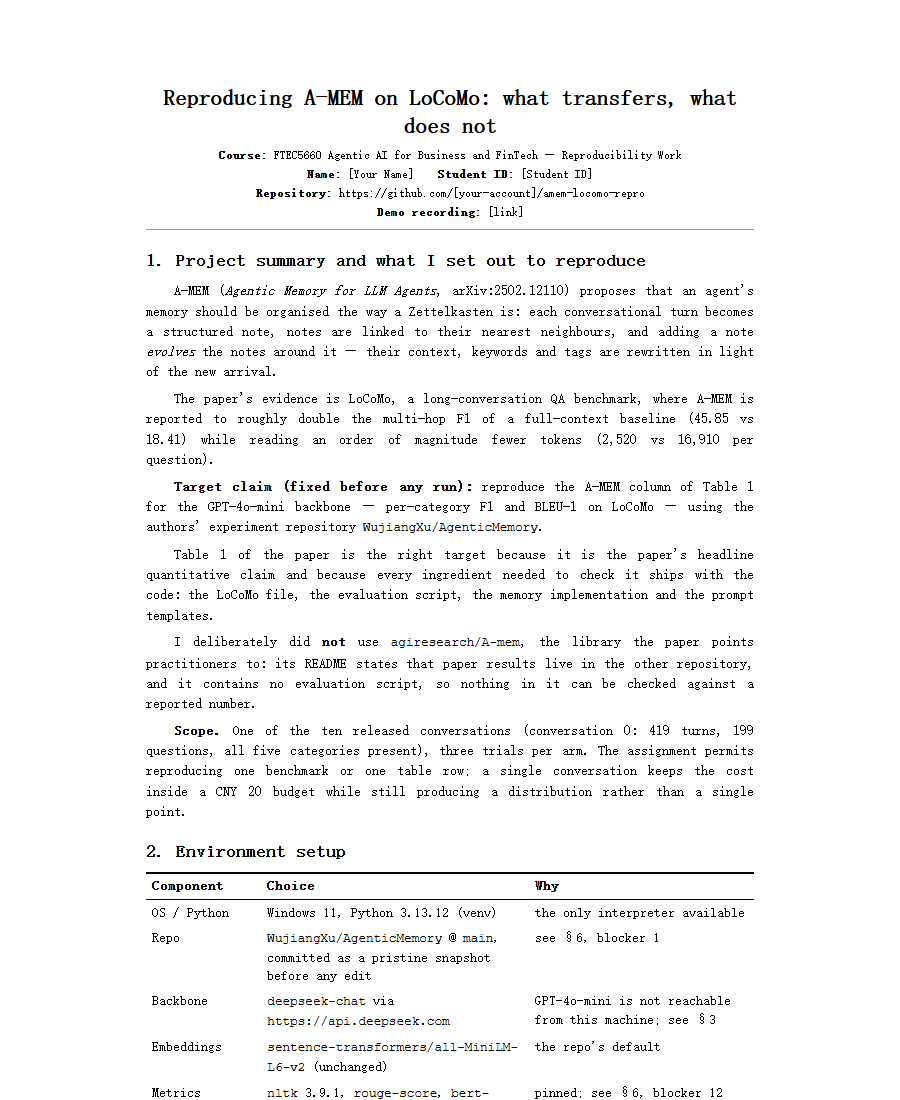 Reproducing A-MEM on LoCoMo: what transfers, what
does not
Course: FTEC5660 Agentic AI for Business and FinTech — Reproducibility Work
Name: [Your Name] Student ID: [Student ID]
Repository: https://github.com/[your-account]/amem-locomo-repro
Demo recording: [link]
1. Project summary and what I set out to reproduce
A-MEM (Agentic Memory for LLM Agents, arXiv:2502.12110) proposes that an agent's
memory should be organised the way a Zettelkasten is: each conversational turn becomes
a structured note, notes are linked to their nearest neighbours, and adding a note
evolves the notes around it — their context, keywords and tags are rewritten in light
of the new arrival.
The paper's evidence is LoCoMo, a long-conversation QA benchmark, where A-MEM is
reported to roughly double the multi-hop F1 of a full-context baseline (45.85 vs
18.41) while reading an order of magnitude fewer tokens (2,520 vs 16,910 per
question).
Target claim (fixed before any run): reproduce the A-MEM column of Table 1
for the GPT-4o-mini backbone — per-category F1 and BLEU-1 on LoCoMo — using the
authors' experiment repository WujiangXu/AgenticMemory.
Table 1 of the paper is the right target because it is the paper's headline
quantitative claim and because every ingredient needed to check it ships with the
code: the LoCoMo file, the evaluation script, the memory implementation and the prompt
templates.
I deliberately did not use agiresearch/A-mem, the library the paper points
practitioners to: its README states that paper results live in the other repository,
and it contains no evaluation script, so nothing in it can be checked against a
reported number.
Scope. One of the ten released conversations (conversation 0: 419 turns, 199
questions, all five categories present), three trials per arm. The assignment permits
reproducing one benchmark or one table row; a single conversation keeps the cost
inside a CNY 20 budget while still producing a distribution rather than a single
point.
2. Environment setup
Component Choice Why
OS / Python Windows 11, Python 3.13.12 (venv) the only interpreter available
Repo WujiangXu/AgenticMemory @ main, see §6, blocker 1
committed as a pristine snapshot
before any edit
Backbone deepseek-chat via GPT-4o-mini is not reachable
https://api.deepseek.com from this machine; see §3
Embeddings sentence-transformers/all-MiniLM- the repo's default
L6-v2 (unchanged)
Metrics nltk 3.9.1, rouge-score, bert- pinned; see §6, blocker 12